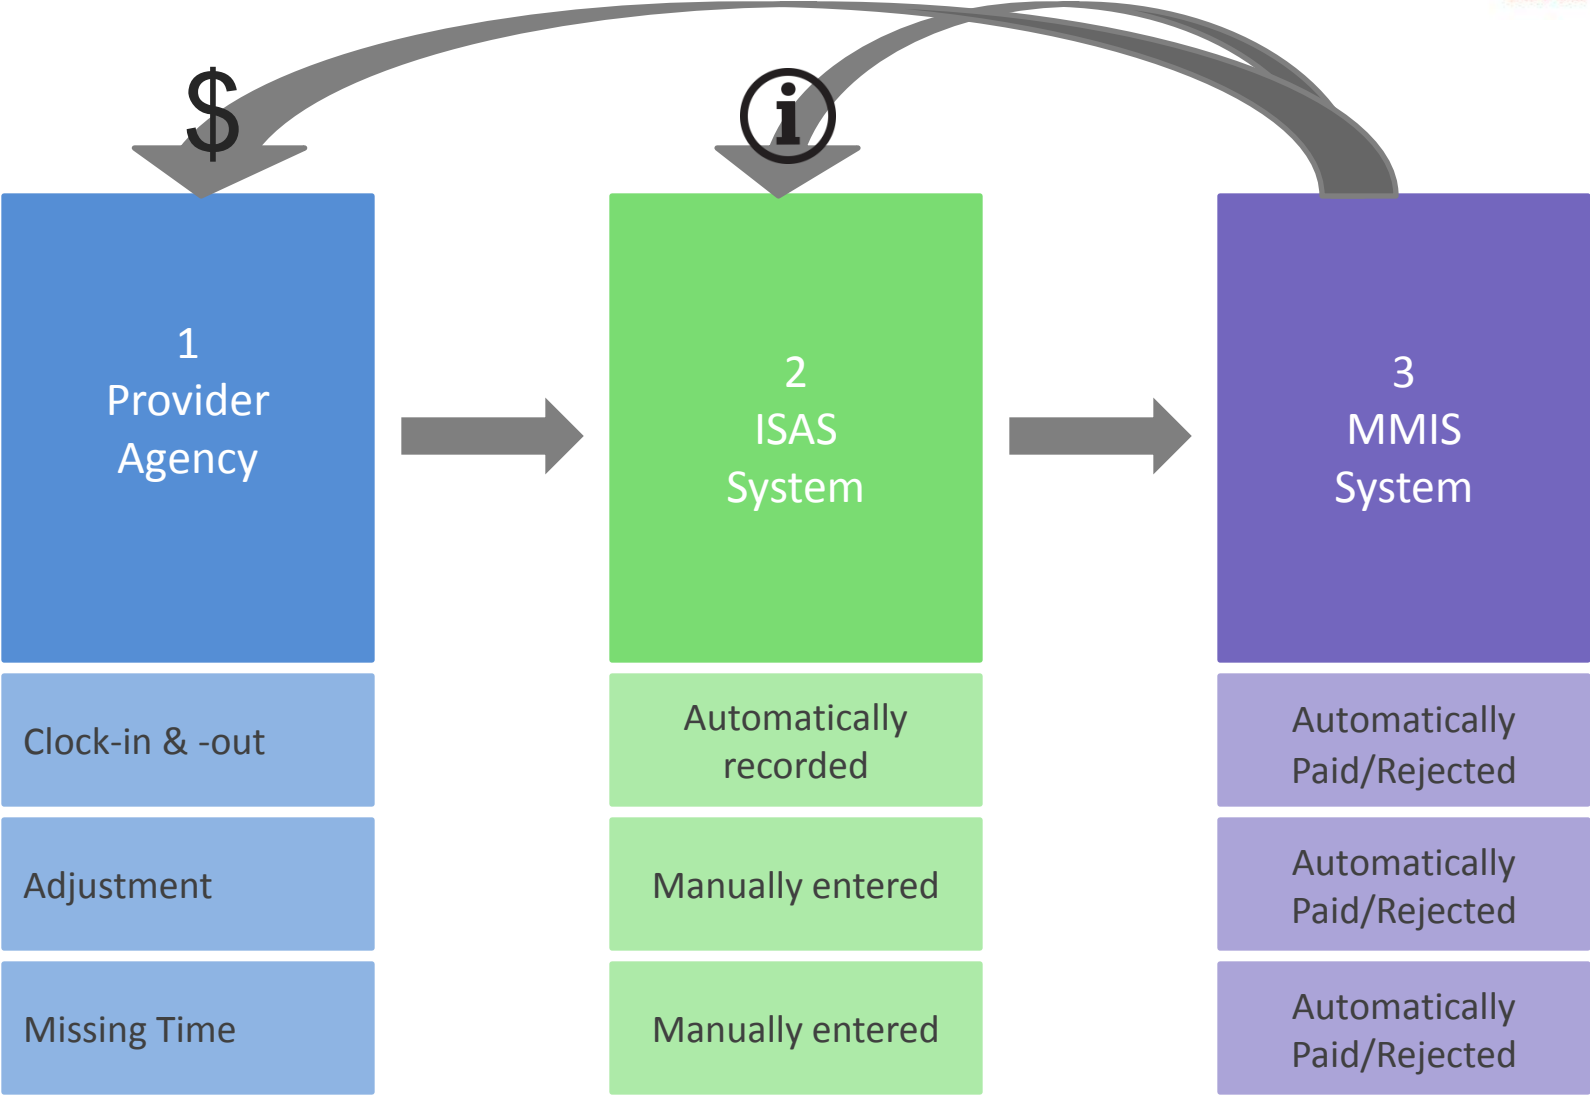 $
i
1
Provider
Agency
2
ISAS
System
3
MMIS
System
Clock-in & -out
Automatically
recorded
Automatically
Paid/Rejected
Adjustment
Manually entered
Automatically
Paid/Rejected
Missing Time
Manually entered
Automatically
Paid/Rejected